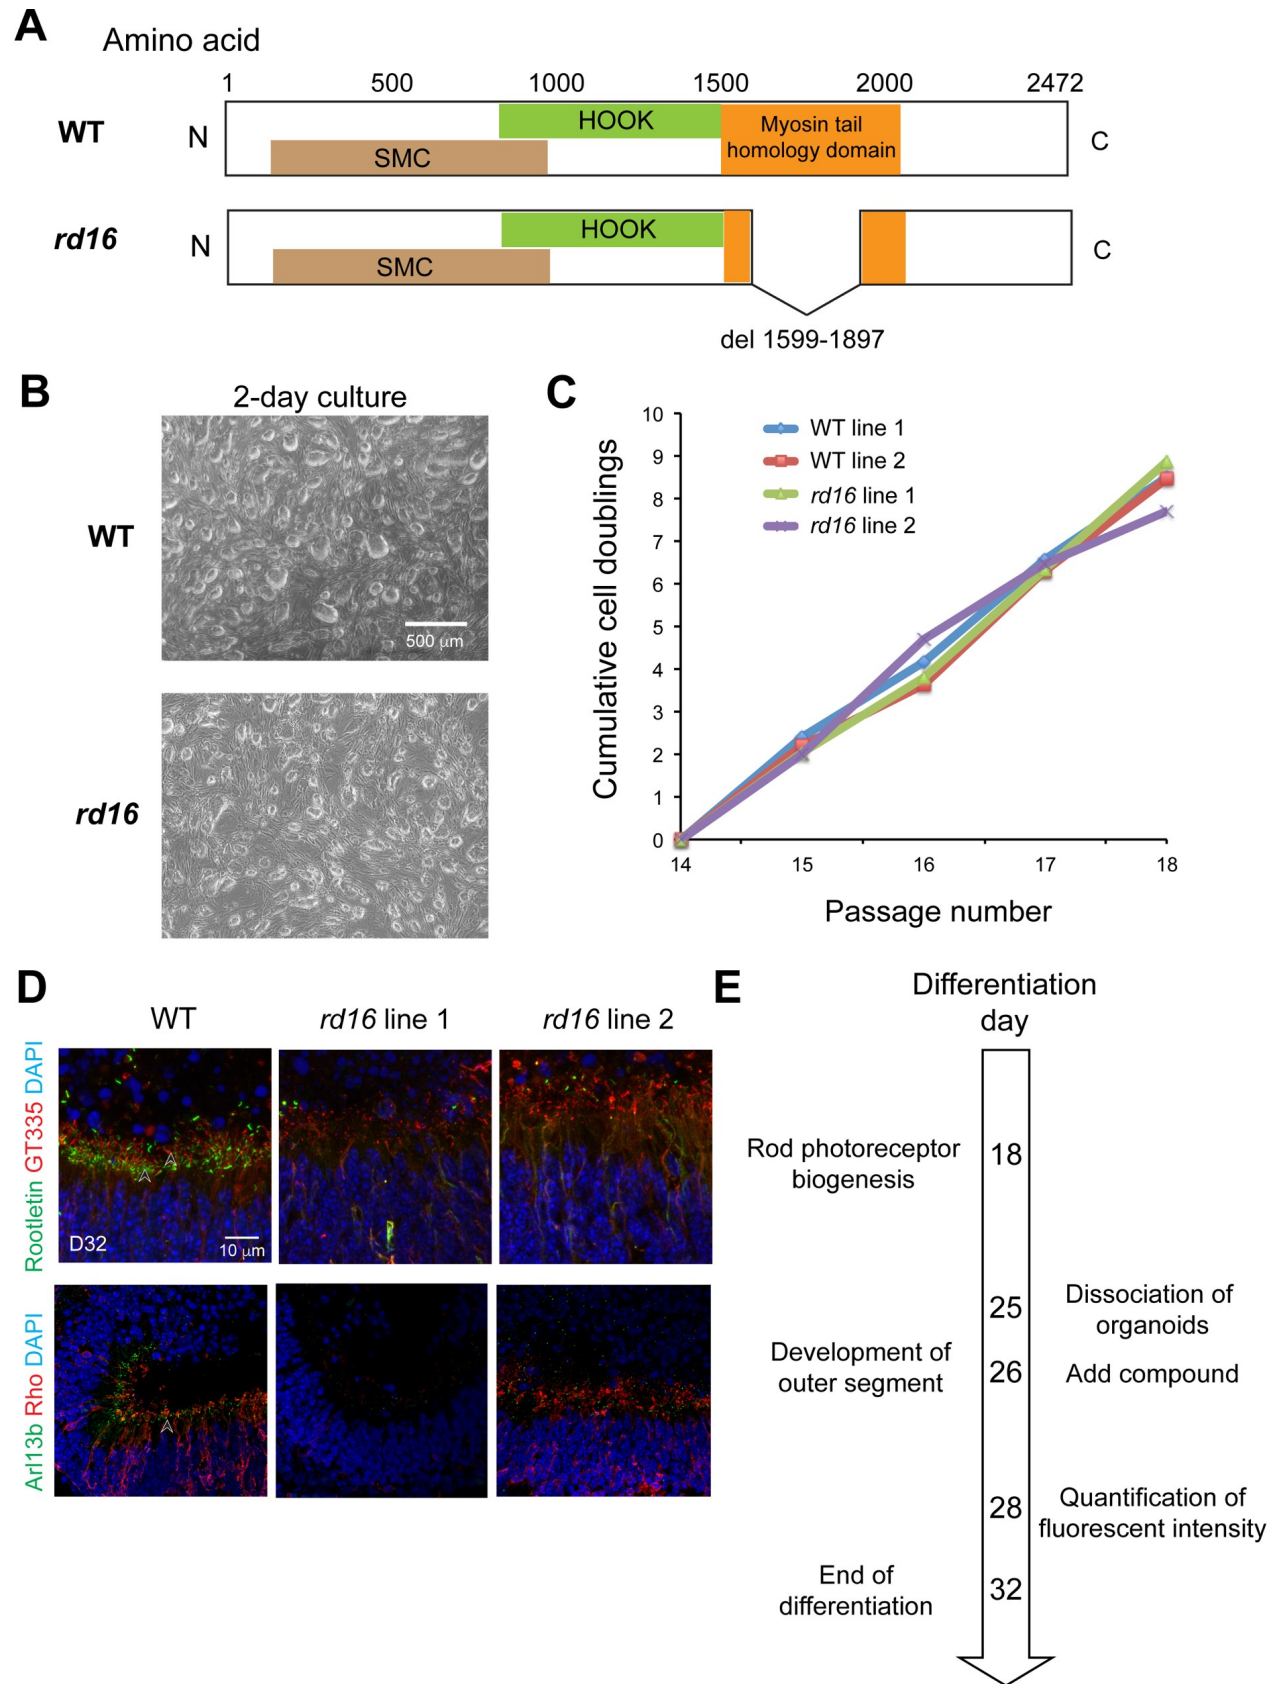 A
Amino acid
1 500 1000 1500 2000 2472
WT
N
HOOK
SMC
Myosin tail
homology domain
C
rd16
N
HOOK
SMC
C
del 1599-1897
B
2-day culture
WT
500 μm
rd16
C
Cumulative cell doublings
10
9
8
7
6
5
4
3
2
1
0
WT line 1
WT line 2
rd16 line 1
rd16 line 2
14 15 16 17 18
Passage number
D
WT rd16 line 1 rd16 line 2
Rootletin GT335 DAPI
D32
10 μm
Arl13b Rho DAPI
E
Differentiation
day
Rod photoreceptor
biogenesis
18
25
Dissociation of
organoids
Development of
outer segment
26
Add compound
28
Quantification of
fluorescent intensity
End of
differentiation
32